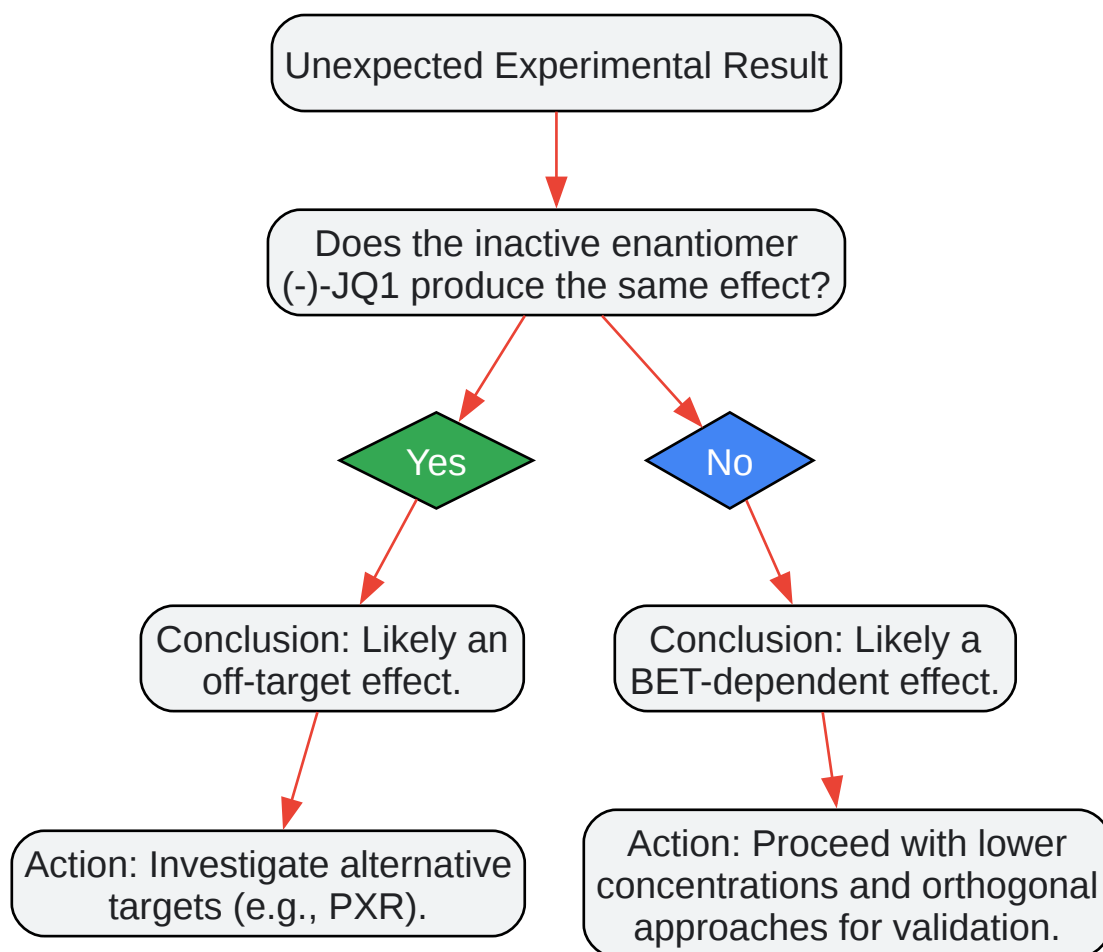 Unexpected Experimental Result
Does the inactive enantiomer
(-)-JQ1 produce the same effect?
Yes
No
Conclusion: Likely an
off-target effect.
Conclusion: Likely a
BET-dependent effect.
Action: Investigate alternative
targets (e.g., PXR).
Action: Proceed with lower
concentrations and orthogonal
approaches for validation.